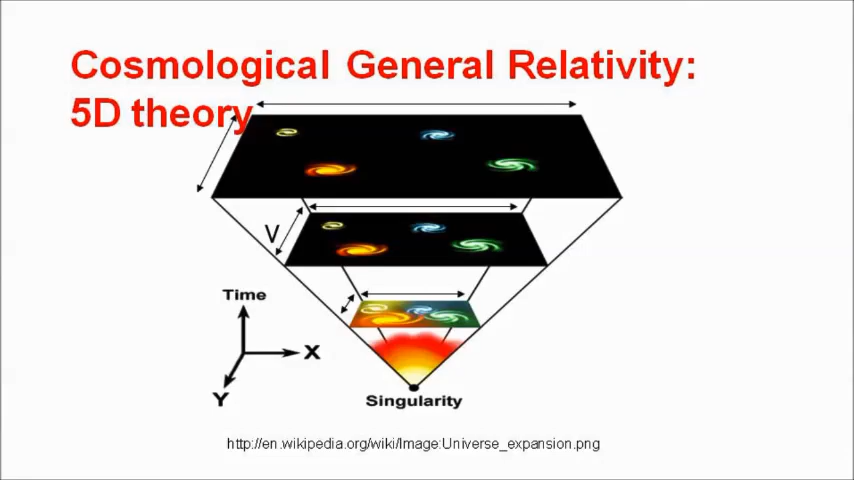 Cosmological General Relativity:
5D theory
V
Time
X
Y
Singularity
http://en.wikipedia.org/wiki/Image:Universe_expansion.png